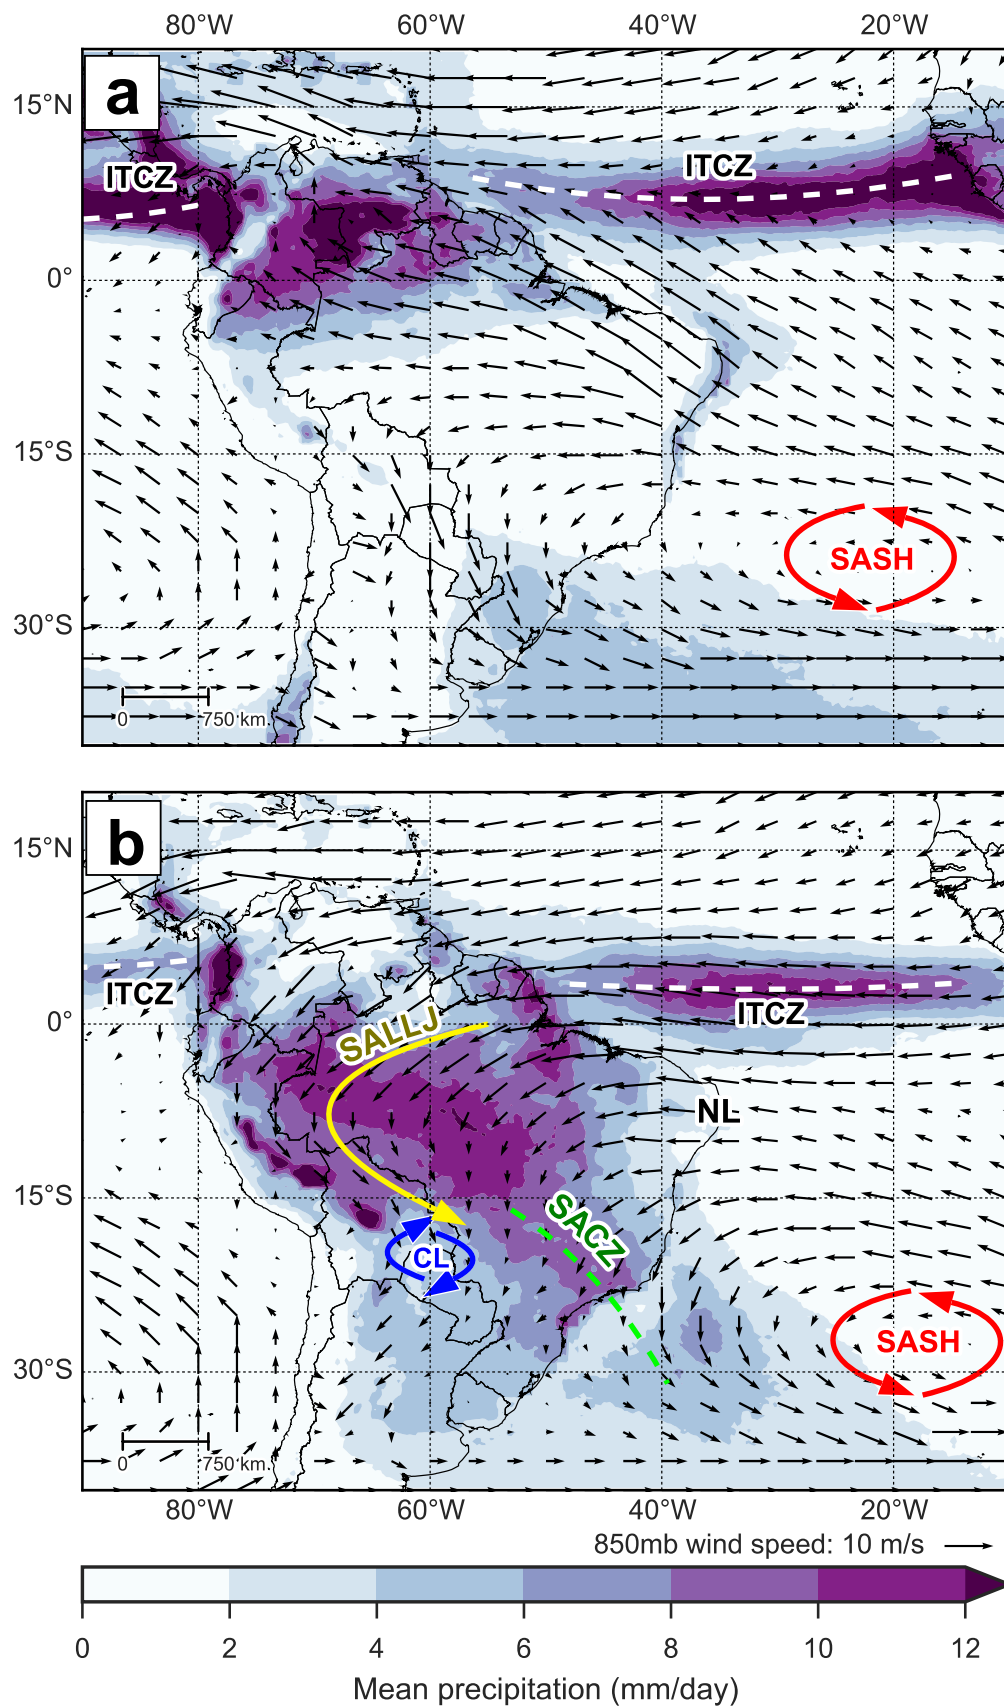 80°W 60°W 40°W 20°W
a
15°N
ITCZ
ITCZ
0°
15°S
SASH
30°S
0 750 km.
b
15°N
ITCZ
ITCZ
0°
SALLJ
NL
15°S
SACZ
CL
SASH
30°S
0 750 km.
80°W 60°W 40°W 20°W
850mb wind speed: 10 m/s
0 2 4 6 8 10 12
Mean precipitation (mm/day)